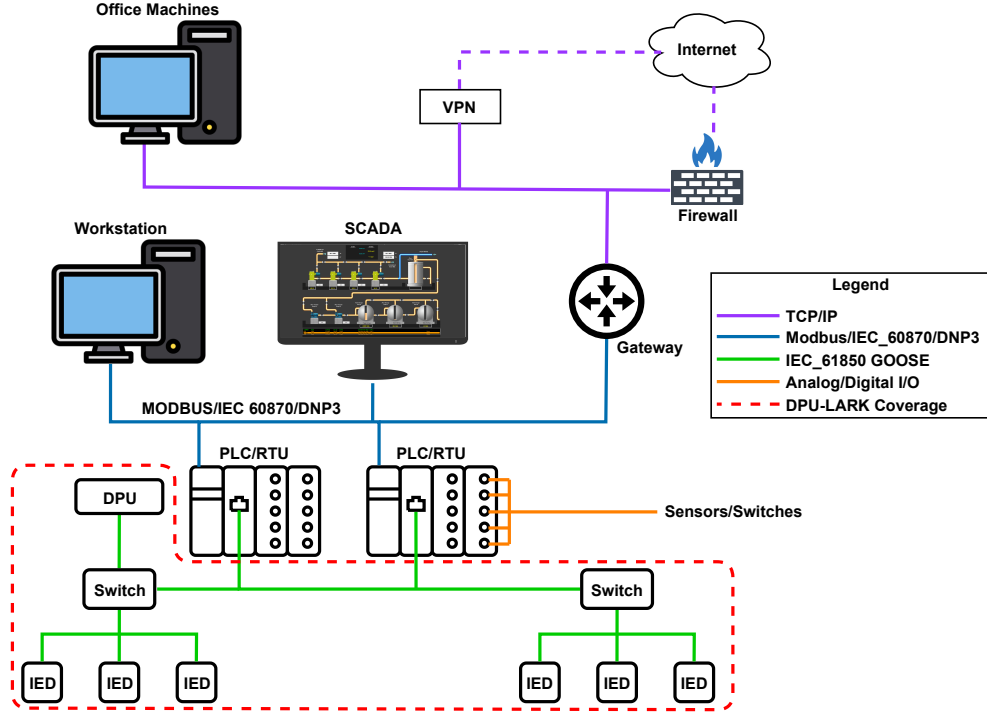 Office Machines
Internet
VPN
Firewall
Workstation
SCADA
Gateway
Legend
TCP/IP
Modbus/IEC_60870/DNP3
IEC_61850 GOOSE
Analog/Digital I/O
DPU-LARK Coverage
MODBUS/IEC 60870/DNP3
PLC/RTU
PLC/RTU
DPU
Sensors/Switches
Switch
Switch
IED
IED
IED
IED
IED
IED